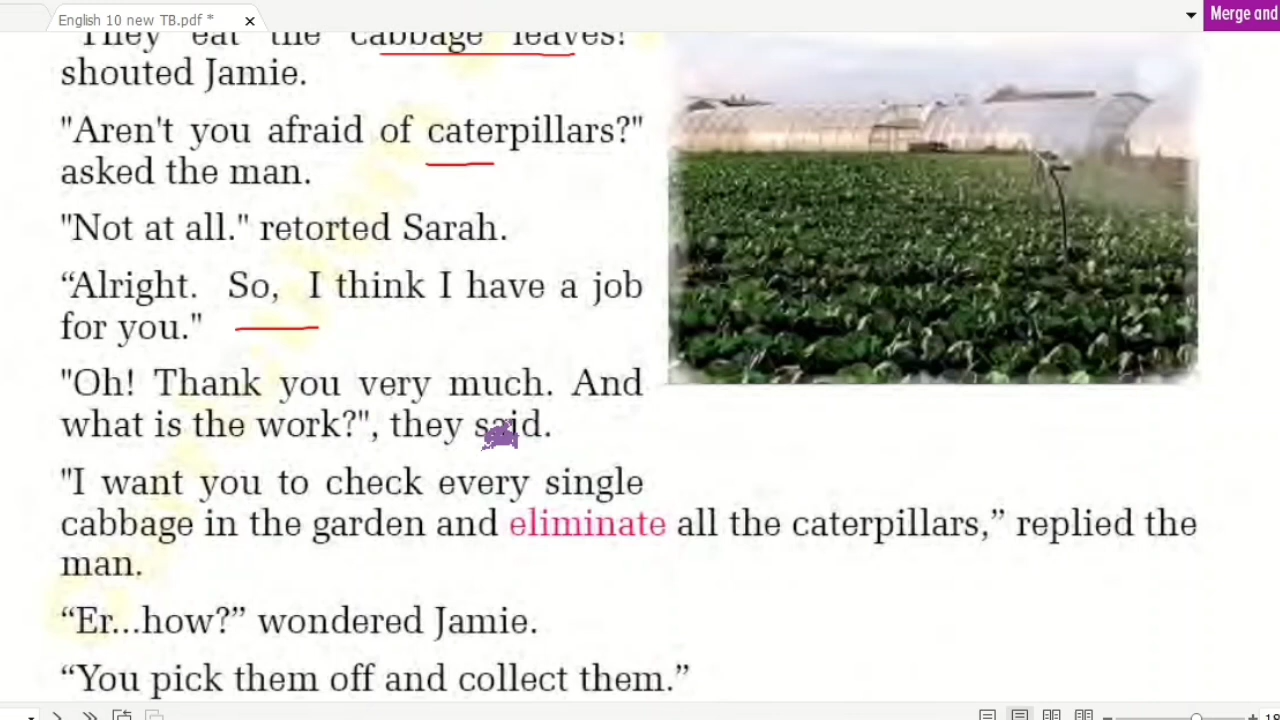 English 10 new TB.pdf *
Merge and
"They eat the cabbage leaves!"
shouted Jamie.
"Aren't you afraid of caterpillars?"
asked the man.
"Not at all." retorted Sarah.
“Alright. So, I think I have a job
for you."
"Oh! Thank you very much. And
what is the work?", they said.
"I want you to check every single
cabbage in the garden and eliminate all the caterpillars,” replied the
man.
“Er...how?” wondered Jamie.
“You pick them off and collect them.”